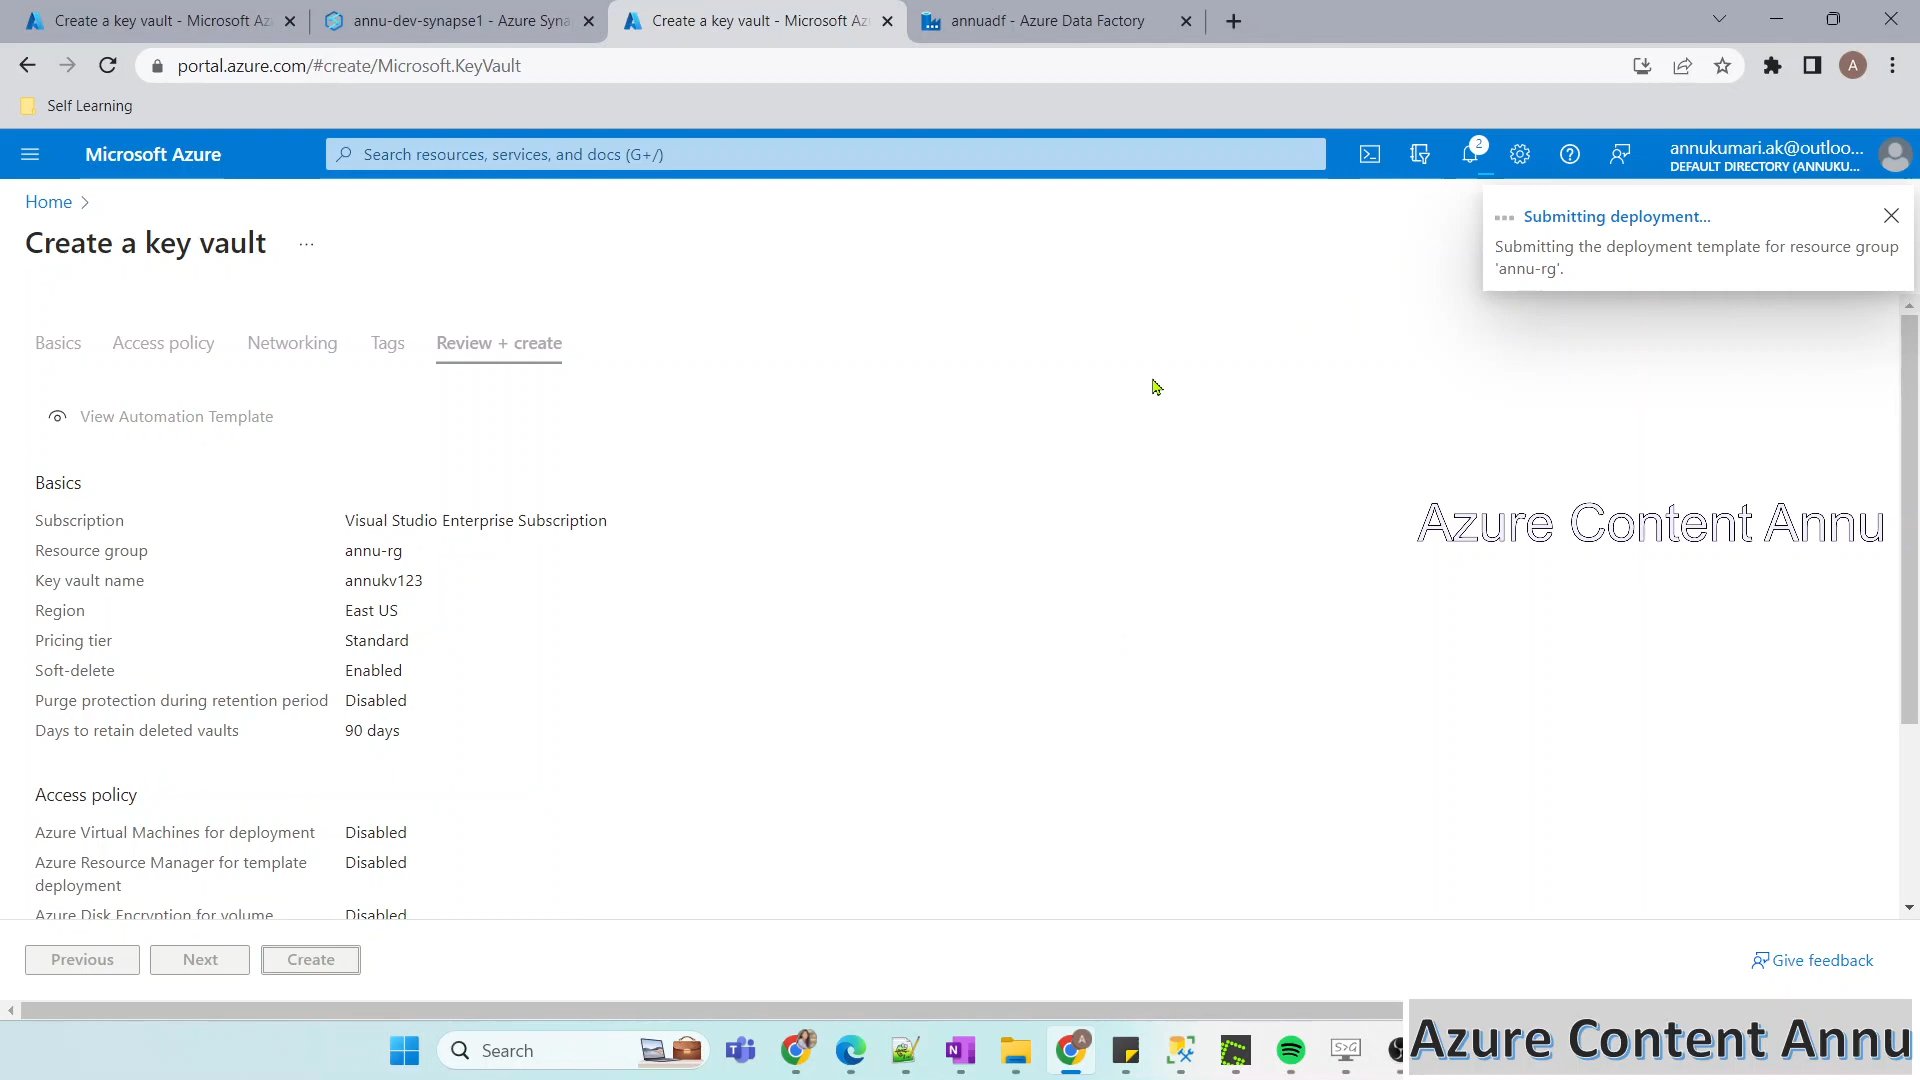 Create a key vault - Microsoft Az
annu-dev-synapse1 - Azure Syna
Create a key vault - Microsoft Az
annuadf - Azure Data Factory
portal.azure.com/#create/Microsoft.KeyVault
A
Self Learning
Microsoft Azure
Search resources, services, and docs (G+/)
2
annukumari.ak@outloo...
DEFAULT DIRECTORY (ANNUKU...
Home >
Create a key vault ...
Submitting deployment...
Submitting the deployment template for resource group
'annu-rg'.
Basics
Access policy
Networking
Tags
Review + create
View Automation Template
Basics
Subscription Visual Studio Enterprise Subscription
Resource group annu-rg
Key vault name annukv123
Region East US
Pricing tier Standard
Soft-delete Enabled
Purge protection during retention period Disabled
Days to retain deleted vaults 90 days
Azure Content Annu
Access policy
Azure Virtual Machines for deployment Disabled
Azure Resource Manager for template Disabled
deployment
Azure Disk Encryption for volume Disabled
Previous
Next
Create
Give feedback
Search
Azure Content Annu